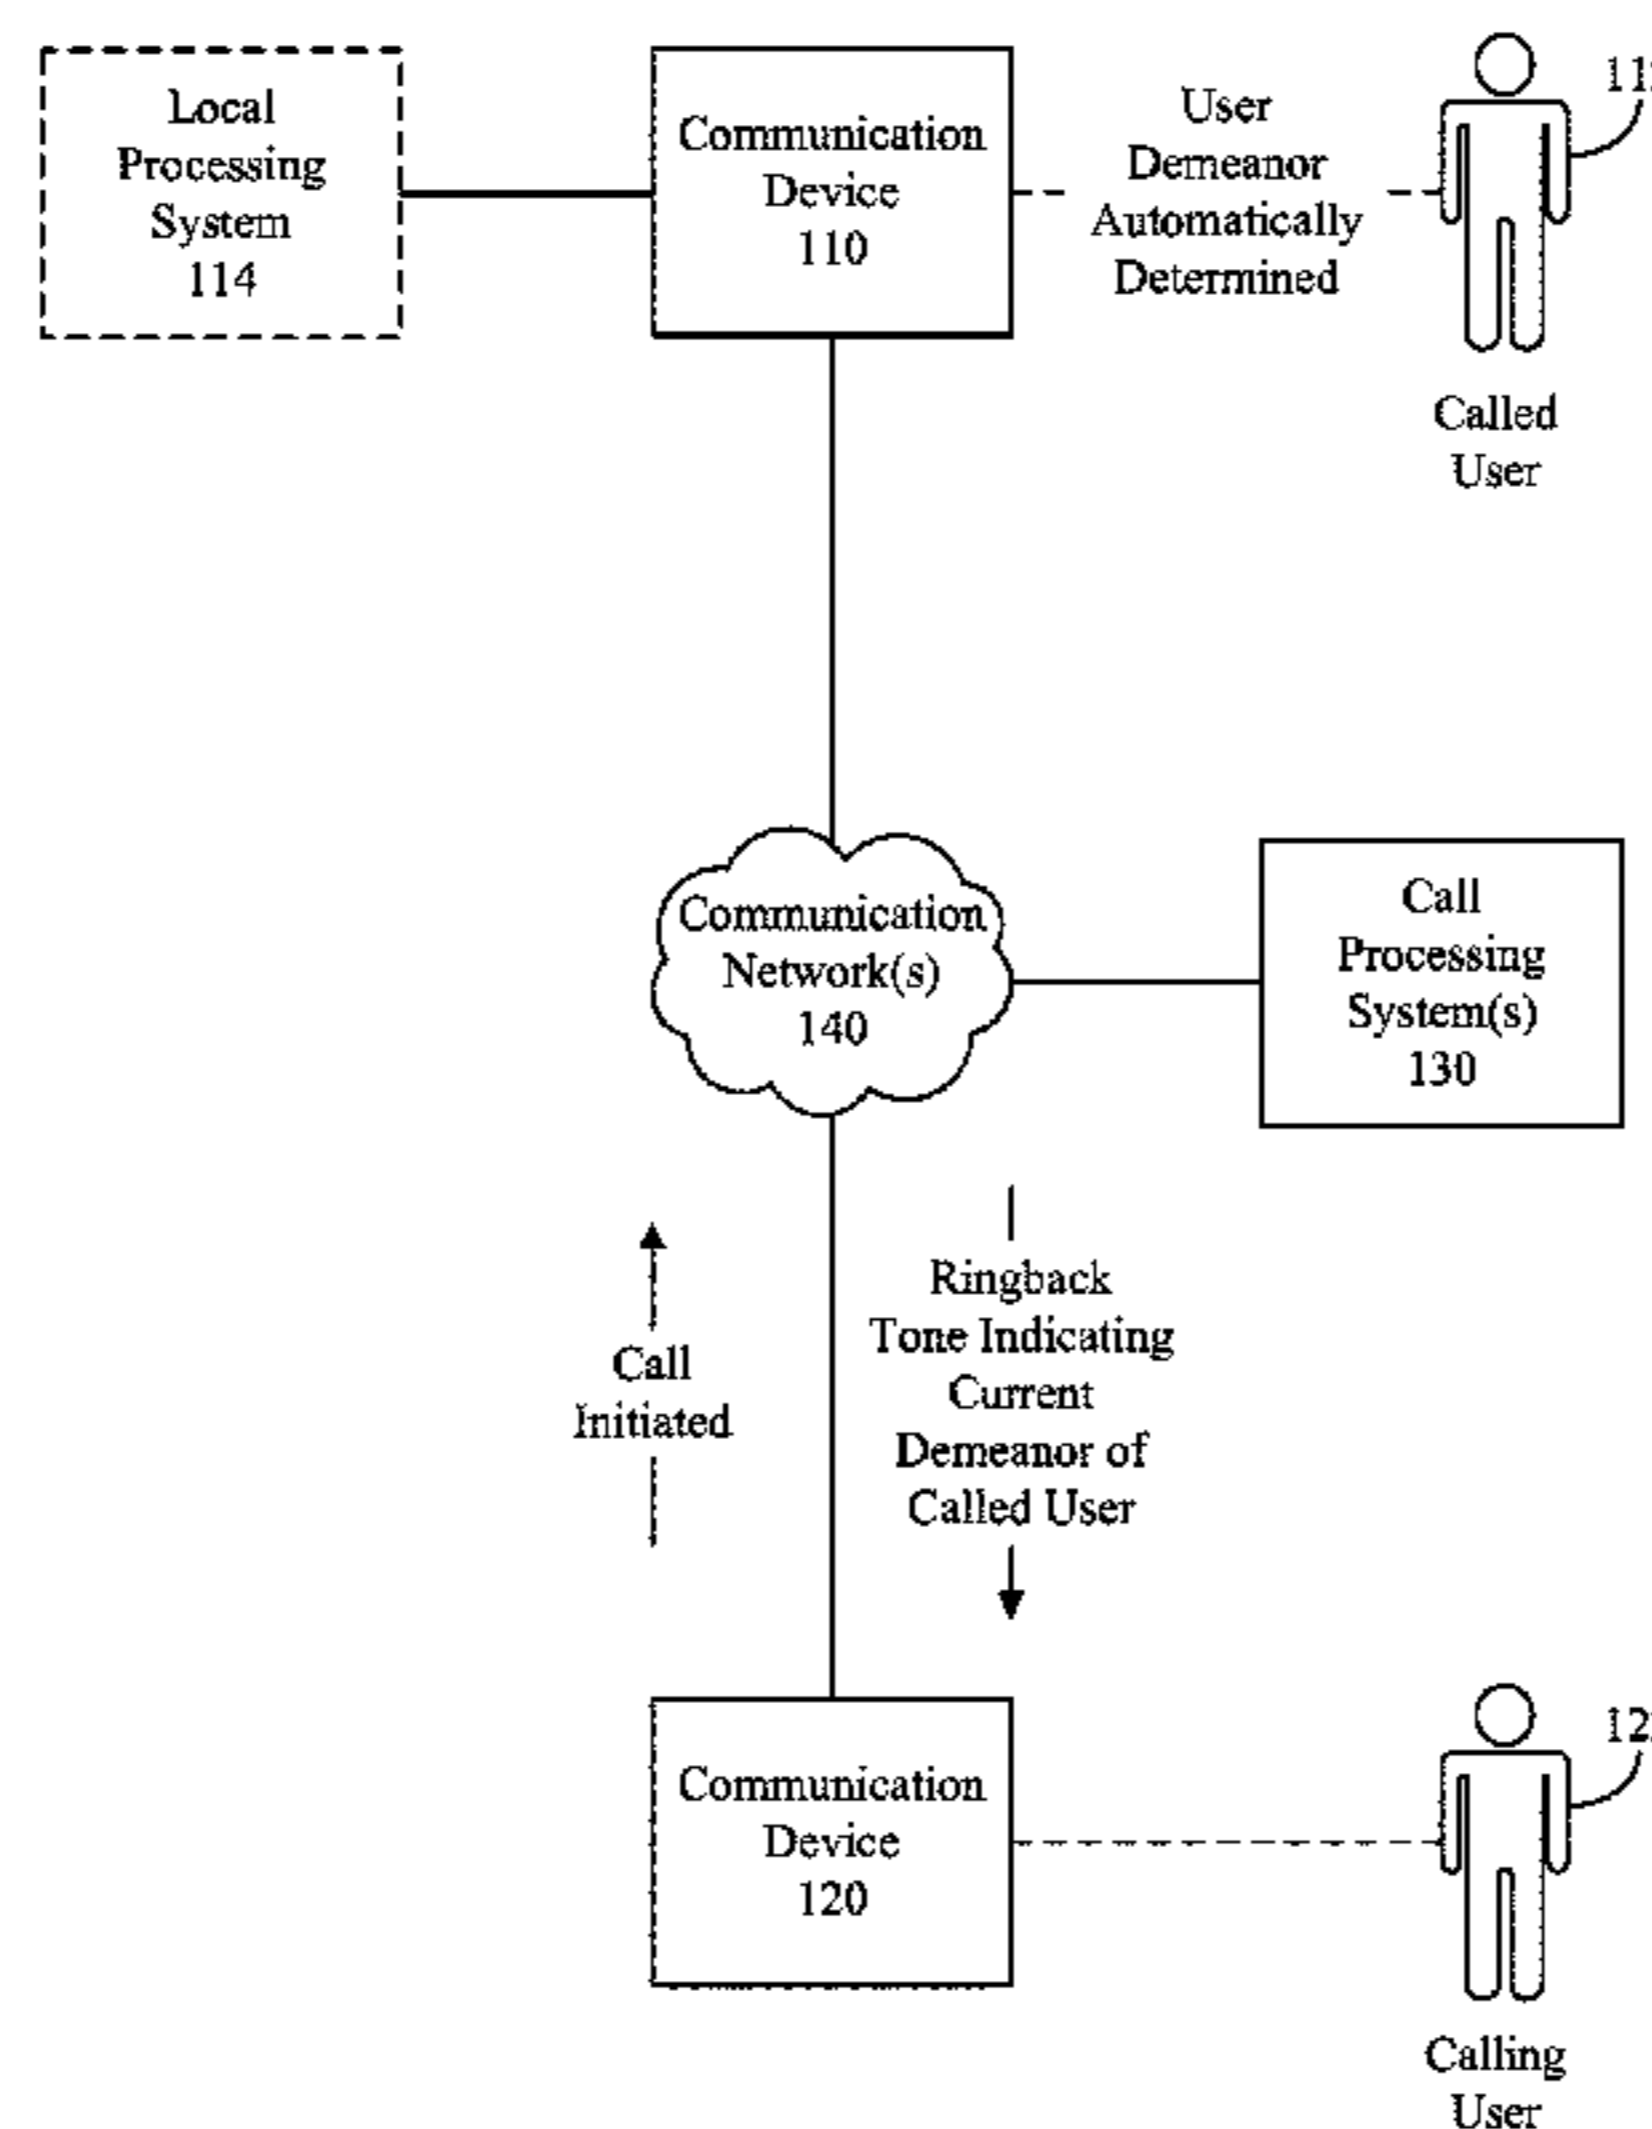 Local
Processing
System
114
Communication
Device
110
User
Demeanor
Automatically
Determined
Called
User
Communication
Network(s)
140
Call
Processing
System(s)
130
Call
Initiated
Ringback
Tone Indicating
Current
Demeanor of
Called User
Communication
Device
120
Calling
User